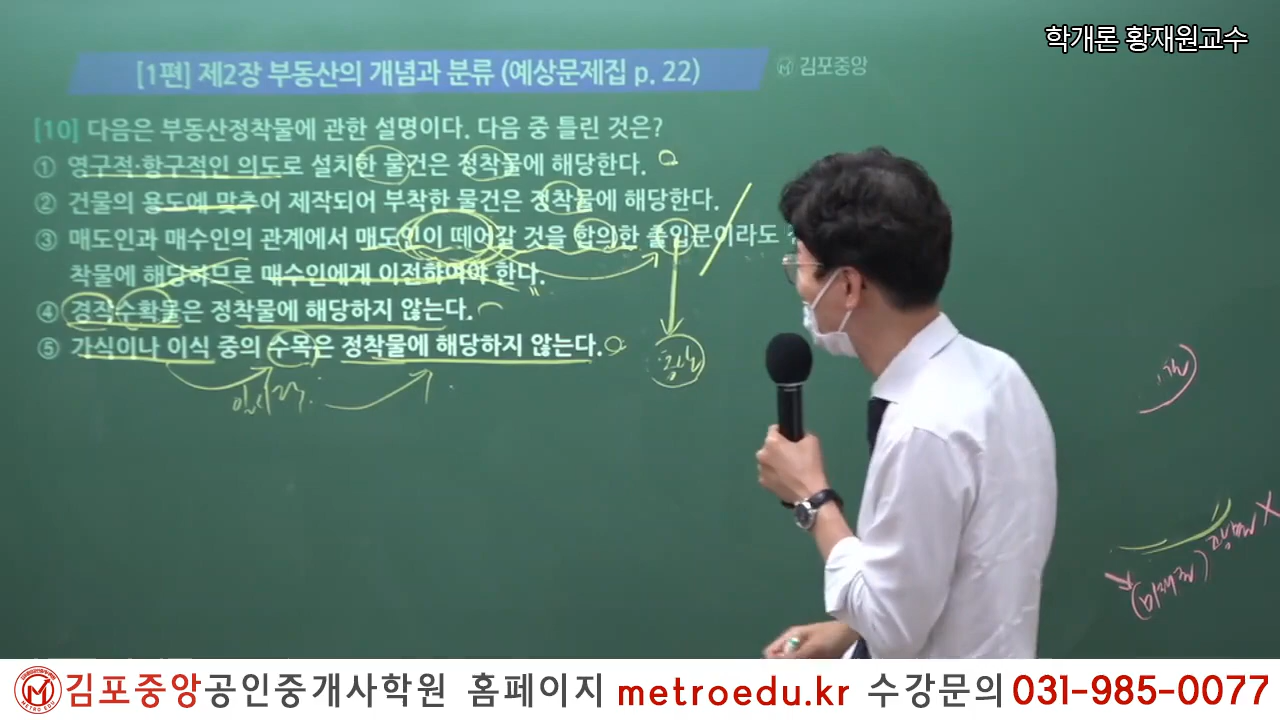 학개론 황재원교수
[1편] 제2장 부동산의 개념과 분류 (예상문제집 p. 22)
김포중앙
[10] 다음은 부동산정착물에 관한 설명이다. 다음 중 틀린 것은?
① 영구적·항구적인 의도로 설치한 물건은 정착물에 해당한다.
② 건물의 용도에 맞추어 제작되어 부착한 물건은 정착물에 해당한다.
③ 매도인과 매수인의 관계에서 매도인이 떼어갈 것을 합의한 출입문이라도
착물에 해당하므로 매수인에게 이전하여야 한다.
④ 경작수확물은 정착물에 해당하지 않는다.
⑤ 가식이나 이식 중의 수목은 정착물에 해당하지 않는다.
METRO EDU
김포중앙공인중개사학원 홈페이지 metroedu.kr 수강문의 031-985-0077